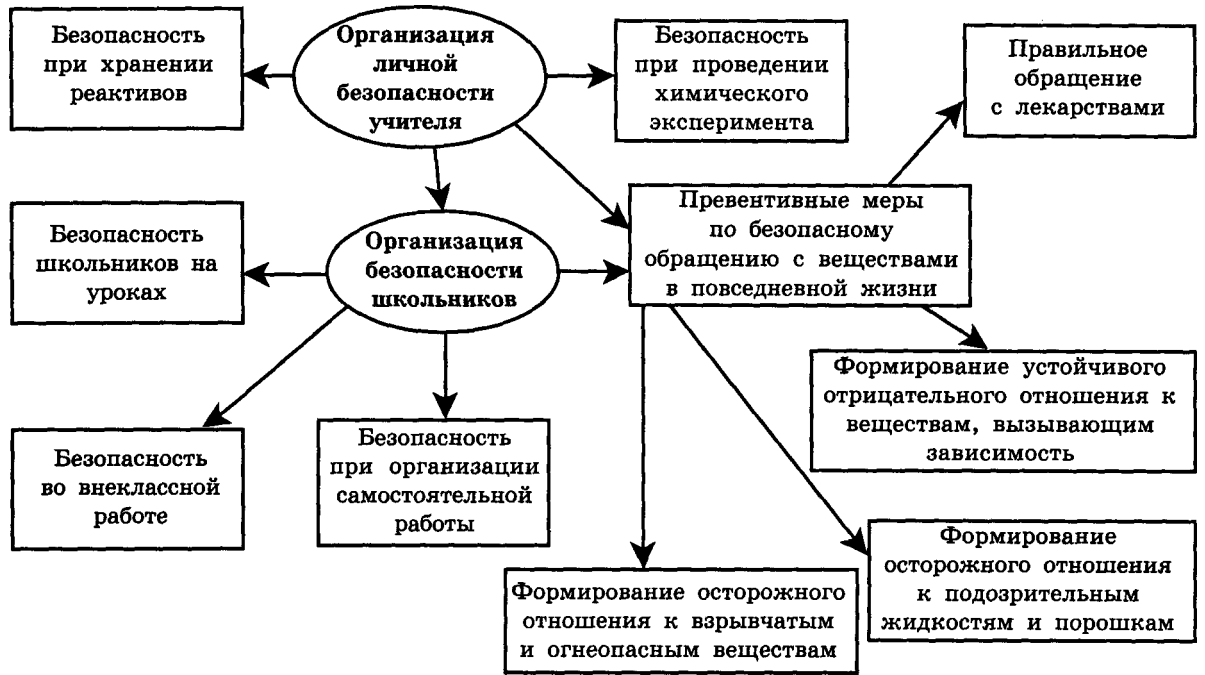 Безопасность
при хранении
реактивов
Организация
личной
безопасности
учителя
Безопасность
при проведении
химического
эксперимента
Правильное
обращение
с лекарствами
Безопасность
школьников на
уроках
Организация
безопасности
школьников
Превентивные меры
по безопасному
обращению с веществами
в повседневной жизни
Формирование устойчивого
отрицательного отношения к
веществам, вызывающим
зависимость
Безопасность
во внеклассной
работе
Безопасность
при организации
самостоятельной
работы
Формирование осторожного
отношения к взрывчатым
и огнеопасным веществам
Формирование
осторожного отношения
к подозрительным
жидкостям и порошкам